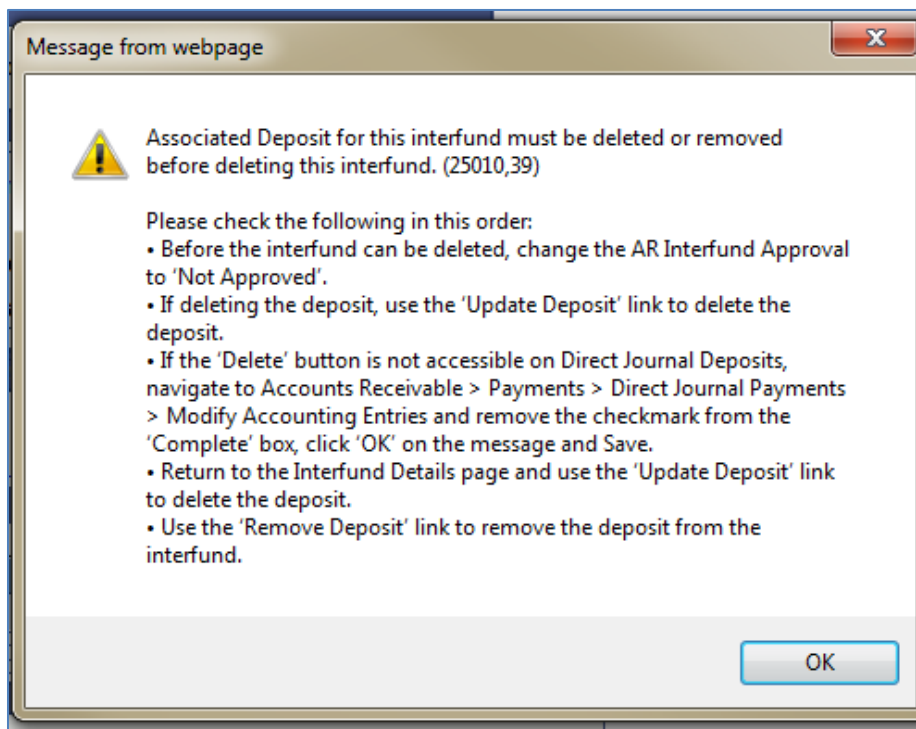 Message from webpage
Associated Deposit for this interfund must be deleted or removed
before deleting this interfund. (25010,39)
Please check the following in this order:
• Before the interfund can be deleted, change the AR Interfund Approval
to ‘Not Approved’.
• If deleting the deposit, use the ‘Update Deposit’ link to delete the
deposit.
• If the ‘Delete’ button is not accessible on Direct Journal Deposits,
navigate to Accounts Receivable > Payments > Direct Journal Payments
> Modify Accounting Entries and remove the checkmark from the
‘Complete’ box, click ‘OK’ on the message and Save.
• Return to the Interfund Details page and use the ‘Update Deposit’ link
to delete the deposit.
• Use the ‘Remove Deposit’ link to remove the deposit from the
interfund.
OK